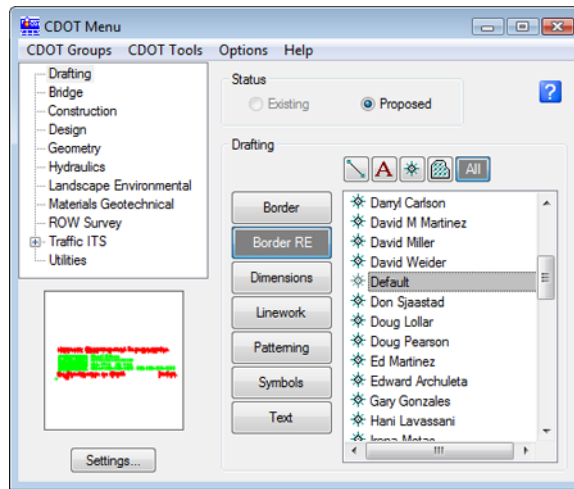 CDOT Menu
CDOT Groups CDOT Tools Options Help
Drafting
Bridge
Construction
Design
Geometry
Hydraulics
Landscape Environmental
Materials Geotechnical
ROW Survey
Traffic ITS
Utilities
Settings...
Status
Existing
Proposed
?
Drafting
A
All
Border
Border RE
Dimensions
Linework
Patterning
Symbols
Text
Darryl Carlson
David M Martinez
David Miller
David Weider
Default
Don Sjaastad
Doug Lollar
Doug Pearson
Ed Martinez
Edward Archuleta
Gary Gonzales
Hani Lavassani